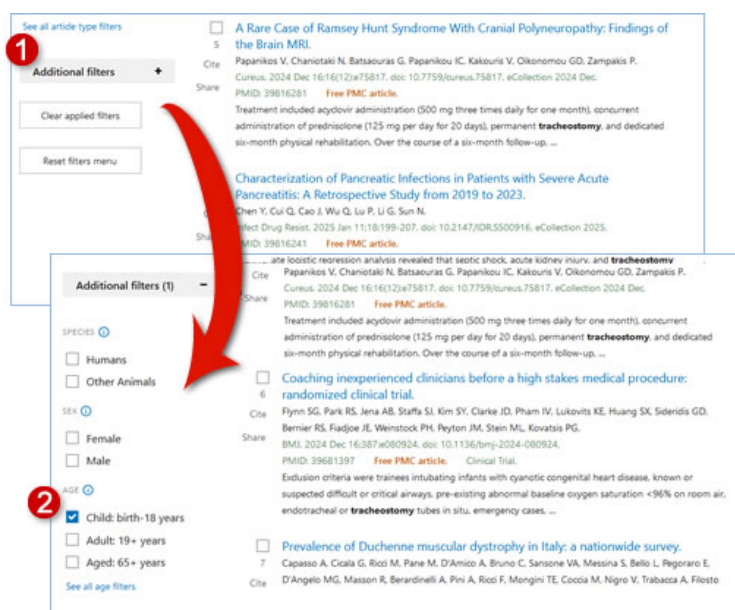 See all article type filters
1
Additional filters +
Clear applied filters
Reset filters menu
5
Cite
Share
A Rare Case of Ramsey Hunt Syndrome With Cranial Polyneuropathy: Findings of
the Brain MRI.
Papanikos V, Chaniotaki N, Batsaouras G, Papanikou IC, Kakouris V, Oikonomou GD, Zampakis P.
Cureus. 2024 Dec 16;16(12):e75817. doi: 10.7759/cureus.75817. eCollection 2024 Dec.
PMID: 39816281 Free PMC article.
Treatment included acyclovir administration (500 mg three times daily for one month), concurrent
administration of prednisolone (125 mg per day for 20 days), permanent tracheostomy, and dedicated
six-month physical rehabilitation. Over the course of a six-month follow-up, ...
Characterization of Pancreatic Infections in Patients with Severe Acute
Pancreatitis: A Retrospective Study from 2019 to 2023.
Chen Y, Cui Q, Cao J, Wu Q, Lu P, Li G, Sun N.
Infect Drug Resist. 2025 Jan 11;18:199-207. doi: 10.2147/IDR.S500916. eCollection 2025.
PMID: 39816241 Free PMC article.
ate logistic regression analysis revealed that septic shock, acute kidney injury, and tracheostomy
Additional filters (1) -
SPECIES
Humans
Other Animals
SEX
Female
Male
AGE
2
Child: birth-18 years
Adult: 19+ years
Aged: 65+ years
See all age filters
Cite
Share
Papanikos V, Chaniotaki N, Batsaouras G, Papanikou IC, Kakouris V, Oikonomou GD, Zampakis P.
Cureus. 2024 Dec 16;16(12):e75817. doi: 10.7759/cureus.75817. eCollection 2024 Dec.
PMID: 39816281 Free PMC article.
Treatment included acyclovir administration (500 mg three times daily for one month), concurrent
administration of prednisolone (125 mg per day for 20 days), permanent tracheostomy, and dedicated
six-month physical rehabilitation. Over the course of a six-month follow-up, ...
6
Cite
Share
Coaching inexperienced clinicians before a high stakes medical procedure:
randomized clinical trial.
Flynn SG, Park RS, Jena AB, Staffa SJ, Kim SY, Clarke JD, Pham IV, Lukovits KE, Huang SX, Sideridis GD,
Bernier RS, Fiadjoe JE, Weinstock PH, Peyton JM, Stein ML, Kovatsis PG.
BMJ. 2024 Dec 16;387:e080924. doi: 10.1136/bmj-2024-080924.
PMID: 39681397 Free PMC article. Clinical Trial.
Exclusion criteria were trainees intubating infants with cyanotic congenital heart disease, known or
suspected difficult or critical airways, pre-existing abnormal baseline oxygen saturation <96% on room air,
endotracheal or tracheostomy tubes in situ, emergency cases, ...
7
Cite
Prevalence of Duchenne muscular dystrophy in Italy: a nationwide survey.
Capasso A, Cicala G, Ricci M, Pane M, D'Amico A, Bruno C, Sansone VA, Messina S, Bello L, Pegoraro E,
D'Angelo MG, Masson R, Berardinelli A, Pini A, Ricci F, Mongini TE, Coccia M, Nigro V, Trabacca A, Filosto